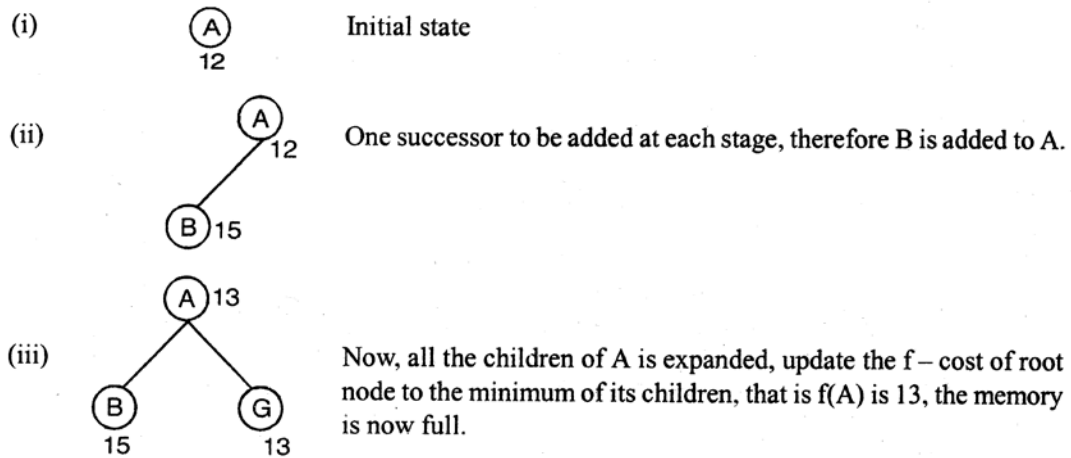 (i)
A
12
Initial state
(ii)
A
12
B
15
One successor to be added at each stage, therefore B is added to A.
(iii)
A
13
B
15
G
13
Now, all the children of A is expanded, update the f – cost of root
node to the minimum of its children, that is f(A) is 13, the memory
is now full.